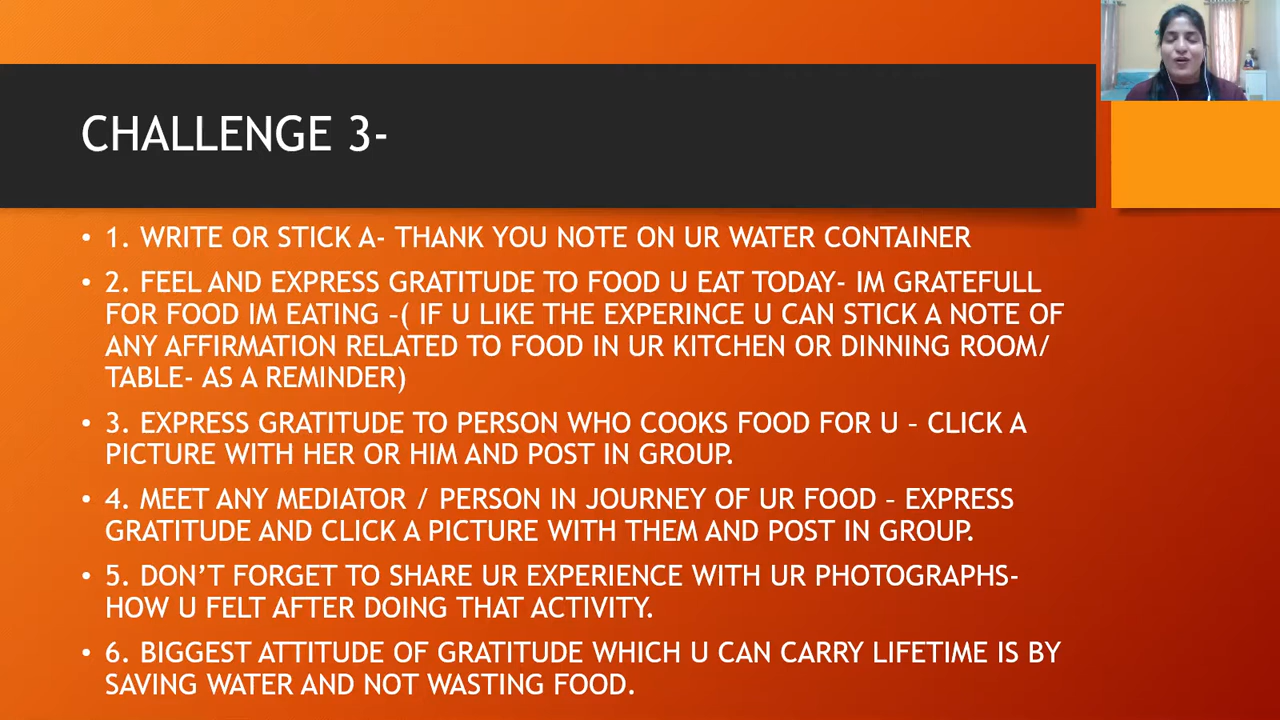 CHALLENGE 3-
• 1. WRITE OR STICK A- THANK YOU NOTE ON UR WATER CONTAINER
• 2. FEEL AND EXPRESS GRATITUDE TO FOOD U EAT TODAY- IM GRATEFULL
FOR FOOD IM EATING –( IF U LIKE THE EXPERINCE U CAN STICK A NOTE OF
ANY AFFIRMATION RELATED TO FOOD IN UR KITCHEN OR DINNING ROOM/
TABLE- AS A REMINDER)
• 3. EXPRESS GRATITUDE TO PERSON WHO COOKS FOOD FOR U – CLICK A
PICTURE WITH HER OR HIM AND POST IN GROUP.
• 4. MEET ANY MEDIATOR / PERSON IN JOURNEY OF UR FOOD – EXPRESS
GRATITUDE AND CLICK A PICTURE WITH THEM AND POST IN GROUP.
• 5. DON’T FORGET TO SHARE UR EXPERIENCE WITH UR PHOTOGRAPHS-
HOW U FELT AFTER DOING THAT ACTIVITY.
• 6. BIGGEST ATTITUDE OF GRATITUDE WHICH U CAN CARRY LIFETIME IS BY
SAVING WATER AND NOT WASTING FOOD.